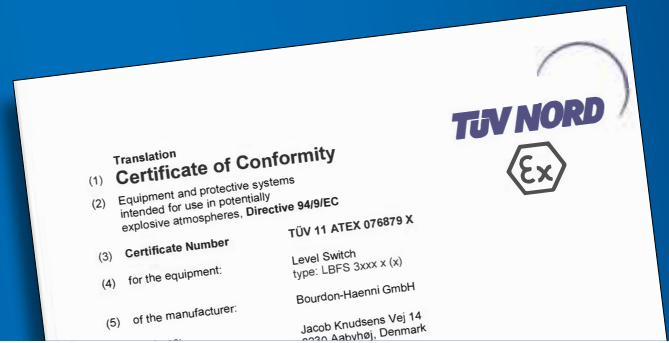 TÜV NORD
Ex
Translation
(1) Certificate of Conformity
(2) Equipment and protective systems
intended for use in potentially
explosive atmospheres, Directive 94/9/EC
(3) Certificate Number TÜV 11 ATEX 076879 X
(4) for the equipment: Level Switch
type: LBFS 3xxx x (x)
(5) of the manufacturer: Bourdon-Haenni GmbH
Jacob Knudsens Vej 14
8230 Aabyhøj, Denmark